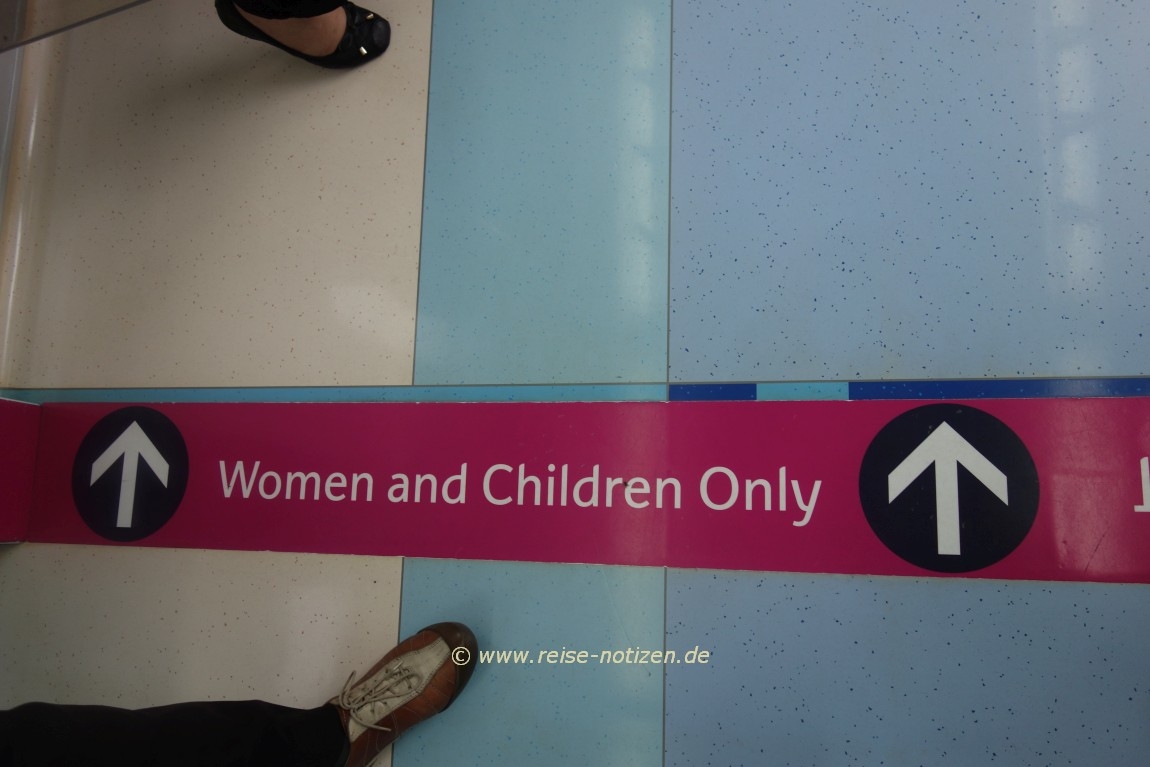 Women and Children Only
© www.reise-notizen.de